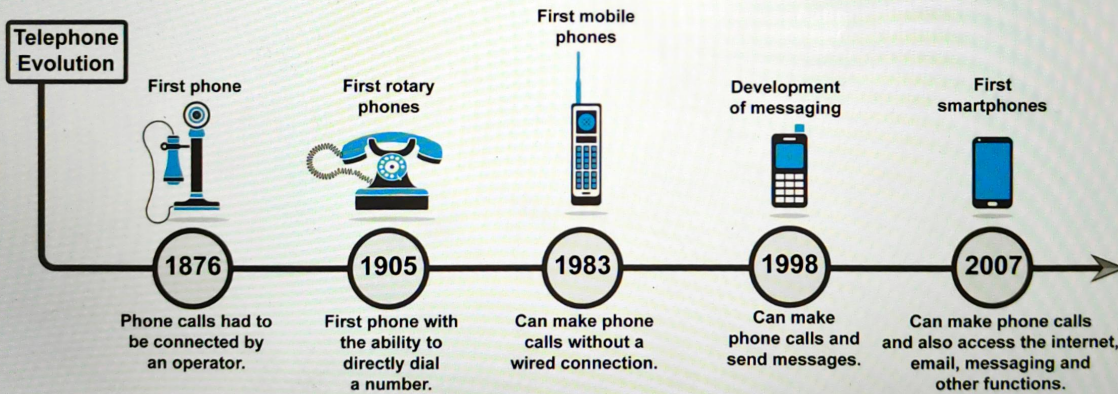 Telephone
Evolution
First phone
1876
Phone calls had to
be connected by
an operator.
First rotary
phones
1905
First phone with
the ability to
directly dial
a number.
First mobile
phones
1983
Can make phone
calls without a
wired connection.
Development
of messaging
1998
Can make
phone calls and
send messages.
First
smartphones
2007
Can make phone calls
and also access the internet,
email, messaging and
other functions.